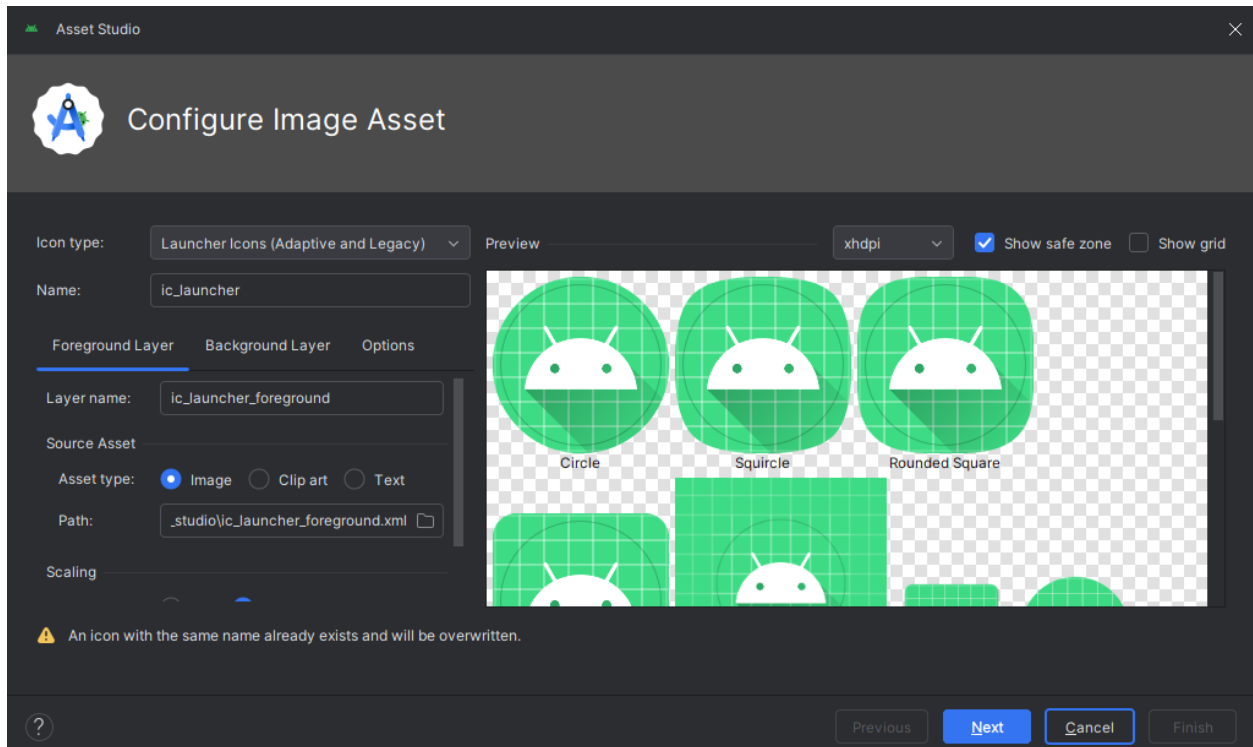 Asset Studio
Configure Image Asset
Icon type:
Launcher Icons (Adaptive and Legacy)
Name:
ic_launcher
Foreground Layer
Background Layer
Options
Layer name:
ic_launcher_foreground
Source Asset
Asset type:
Image
Clip art
Text
Path:
_studio\ic_launcher_foreground.xml
Scaling
Preview
xhdpi
Show safe zone
Show grid
Circle
Squircle
Rounded Square
An icon with the same name already exists and will be overwritten.
?
Previous
Next
Cancel
Finish